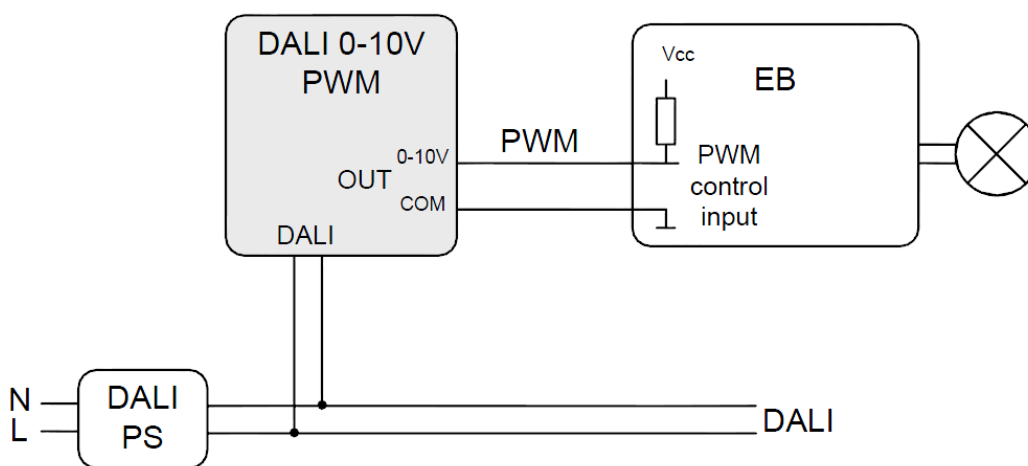 DALI 0-10V
PWM
0-10V
OUT
COM
DALI
PWM
Vcc
EB
PWM
control
input
N
L
DALI
PS
DALI